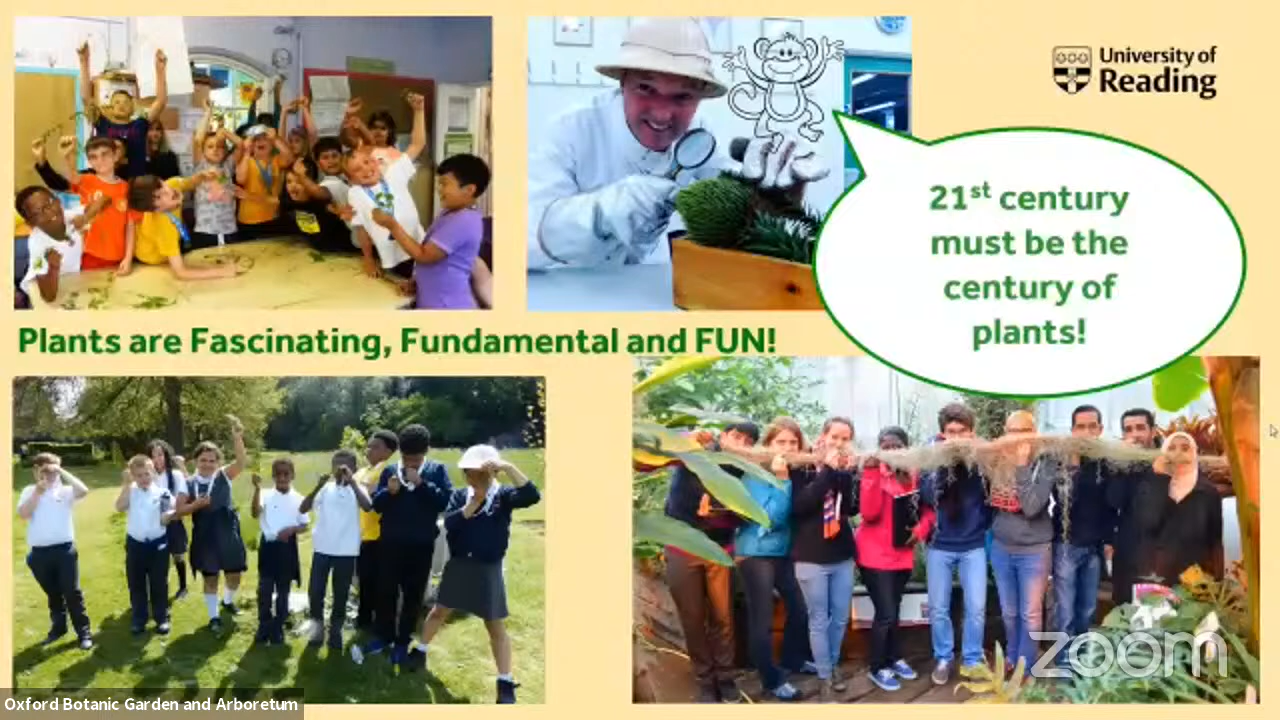 University of
Reading
21st century
must be the
century of
plants!
Plants are Fascinating, Fundamental and FUN!
zoom
Oxford Botanic Garden and Arboretum